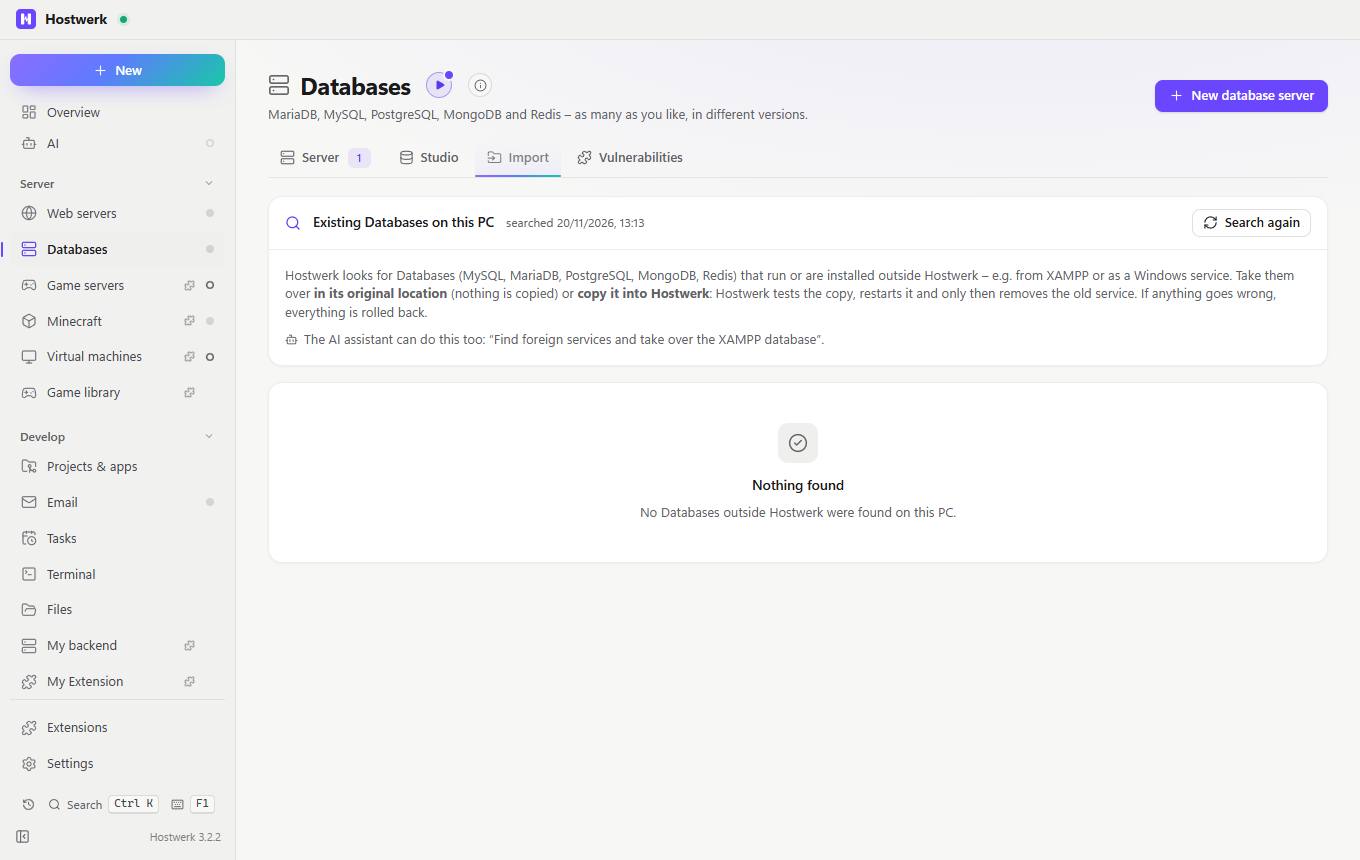 Hostwerk
New
Overview
AI
Server
Web servers
Databases
Game servers
Minecraft
Virtual machines
Game library
Develop
Projects & apps
Email
Tasks
Terminal
Files
My backend
My Extension
Extensions
Settings
Search Ctrl K F1
Hostwerk 3.2.2
Databases
MariaDB, MySQL, PostgreSQL, MongoDB and Redis – as many as you like, in different versions.
New database server
Server 1 Studio Import Vulnerabilities
Existing Databases on this PC searched 20/11/2026, 13:13 Search again
Hostwerk looks for Databases (MySQL, MariaDB, PostgreSQL, MongoDB, Redis) that run or are installed outside Hostwerk – e.g. from XAMPP or as a Windows service. Take them
over in its original location (nothing is copied) or copy it into Hostwerk: Hostwerk tests the copy, restarts it and only then removes the old service. If anything goes wrong,
everything is rolled back.
The AI assistant can do this too: “Find foreign services and take over the XAMPP database”.
Nothing found
No Databases outside Hostwerk were found on this PC.